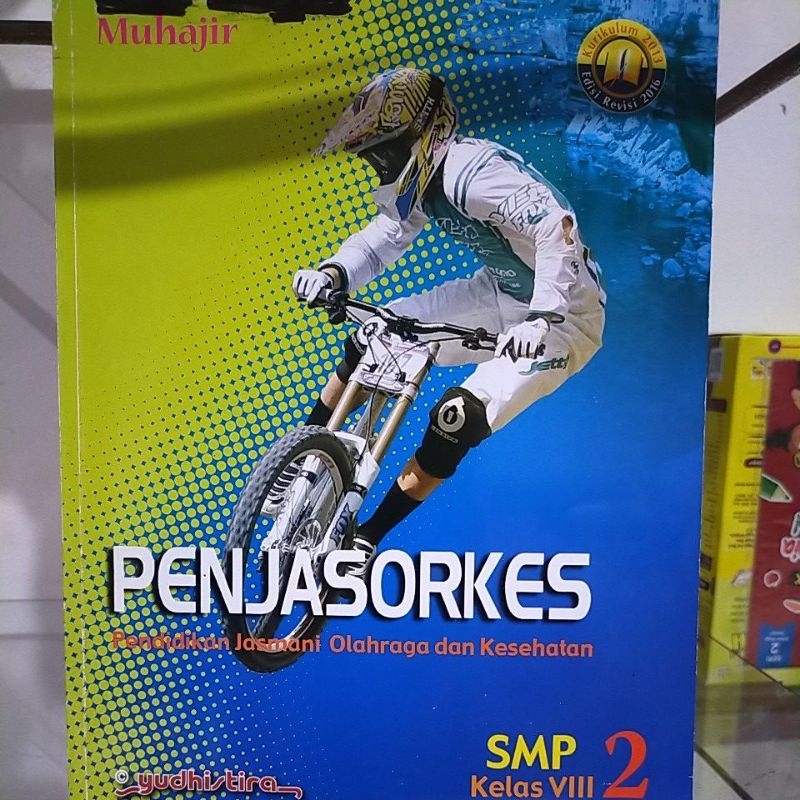 Muhajir
Kurikulum 2013
Edisi Revisi 2016
PENJASORKES
Pendidikan Jasmani Olahraga dan Kesehatan
SMP
Kelas VIII 2
© yudhistira